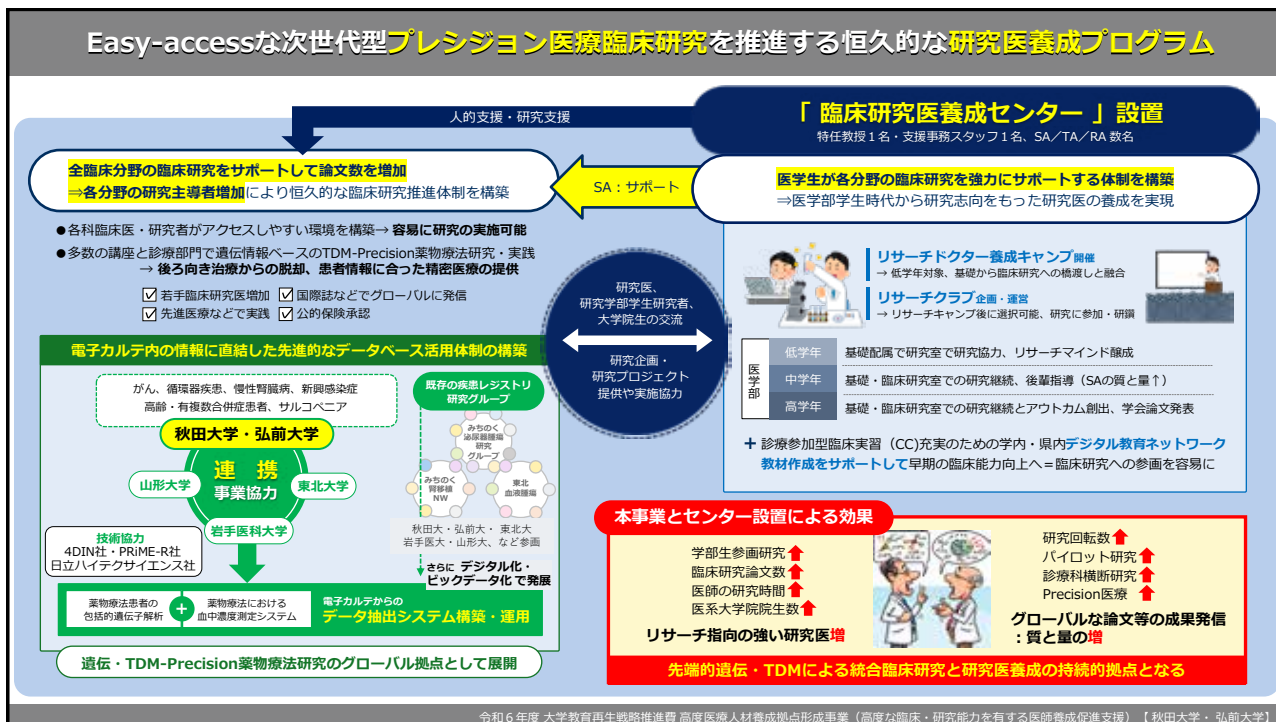 Easy-accessな次世代型プレシジョン医療臨床研究を推進する恒久的な研究医養成プログラム
人的支援・研究支援
「 臨床研究医養成センター 」設置
特任教授１名・支援事務スタッフ１名、SA／TA／RA 数名
全臨床分野の臨床研究をサポートして論文数を増加
⇒各分野の研究主導者増加により恒久的な臨床研究推進体制を構築
SA：サポート
医学生が各分野の臨床研究を強力にサポートする体制を構築
⇒医学部学生時代から研究志向をもった研究医の養成を実現
●各科臨床医・研究者がアクセスしやすい環境を構築→ 容易に研究の実施可能
●多数の講座と診療部門で遺伝情報ベースのTDM-Precision薬物療法研究・実践
→ 後ろ向き治療からの脱却、患者情報に合った精密医療の提供
☑ 若手臨床研究医増加 ☑ 国際誌などでグローバルに発信
☑ 先進医療などで実践 ☑ 公的保険承認
研究医、
研究学部学生研究者、
大学院生の交流
研究企画・
研究プロジェクト
提供や実施協力
リサーチドクター養成キャンプ開催
→ 低学年対象、基礎から臨床研究への橋渡しと融合
リサーチクラブ企画・運営
→ リサーチキャンプ後に選択可能、研究に参加・研鑽
医学部
低学年 基礎配属で研究室で研究協力、リサーチマインド醸成
中学年 基礎・臨床研究室での研究継続、後輩指導（SAの質と量↑）
高学年 基礎・臨床研究室での研究継続とアウトカム創出、学会論文発表
＋ 診療参加型臨床実習（CC)充実のための学内・県内デジタル教育ネットワーク
教材作成をサポートして早期の臨床能力向上へ＝臨床研究への参画を容易に
電子カルテ内の情報に直結した先進的なデータベース活用体制の構築
がん、循環器疾患、慢性腎臓病、新興感染症
高齢・有複数合併症患者、サルコペニア
秋田大学・弘前大学
連 携
事業協力
山形大学
東北大学
岩手医科大学
技術協力
4DIN社・PRiME-R社
日立ハイテクサイエンス社
既存の疾患レジストリ
研究グループ
みちのく
泌尿器腫瘍
研究
グループ
みちのく
腎移植
NW
東北
血液腫瘍
秋田大・弘前大・ 東北大
岩手医大・山形大、など参画
さらに デジタル化・
ビックデータ化で発展
薬物療法患者の
包括的遺伝子解析
+
薬物療法における
血中濃度測定システム
電子カルテからの
データ抽出システム構築・運用
遺伝・TDM-Precision薬物療法研究のグローバル拠点として展開
本事業とセンター設置による効果
学部生参画研究
臨床研究論文数
医師の研究時間
医系大学院院生数
リサーチ指向の強い研究医増
研究回転数
パイロット研究
診療科横断研究
Precision医療
グローバルな論文等の成果発信
：質と量の増
先端的遺伝・TDMによる統合臨床研究と研究医養成の持続的拠点となる
令和６年度 大学教育再生戦略推進費 高度医療人材養成拠点形成事業（高度な臨床・研究能力を有する医師養成促進支援）【 秋田大学・ 弘前大学】